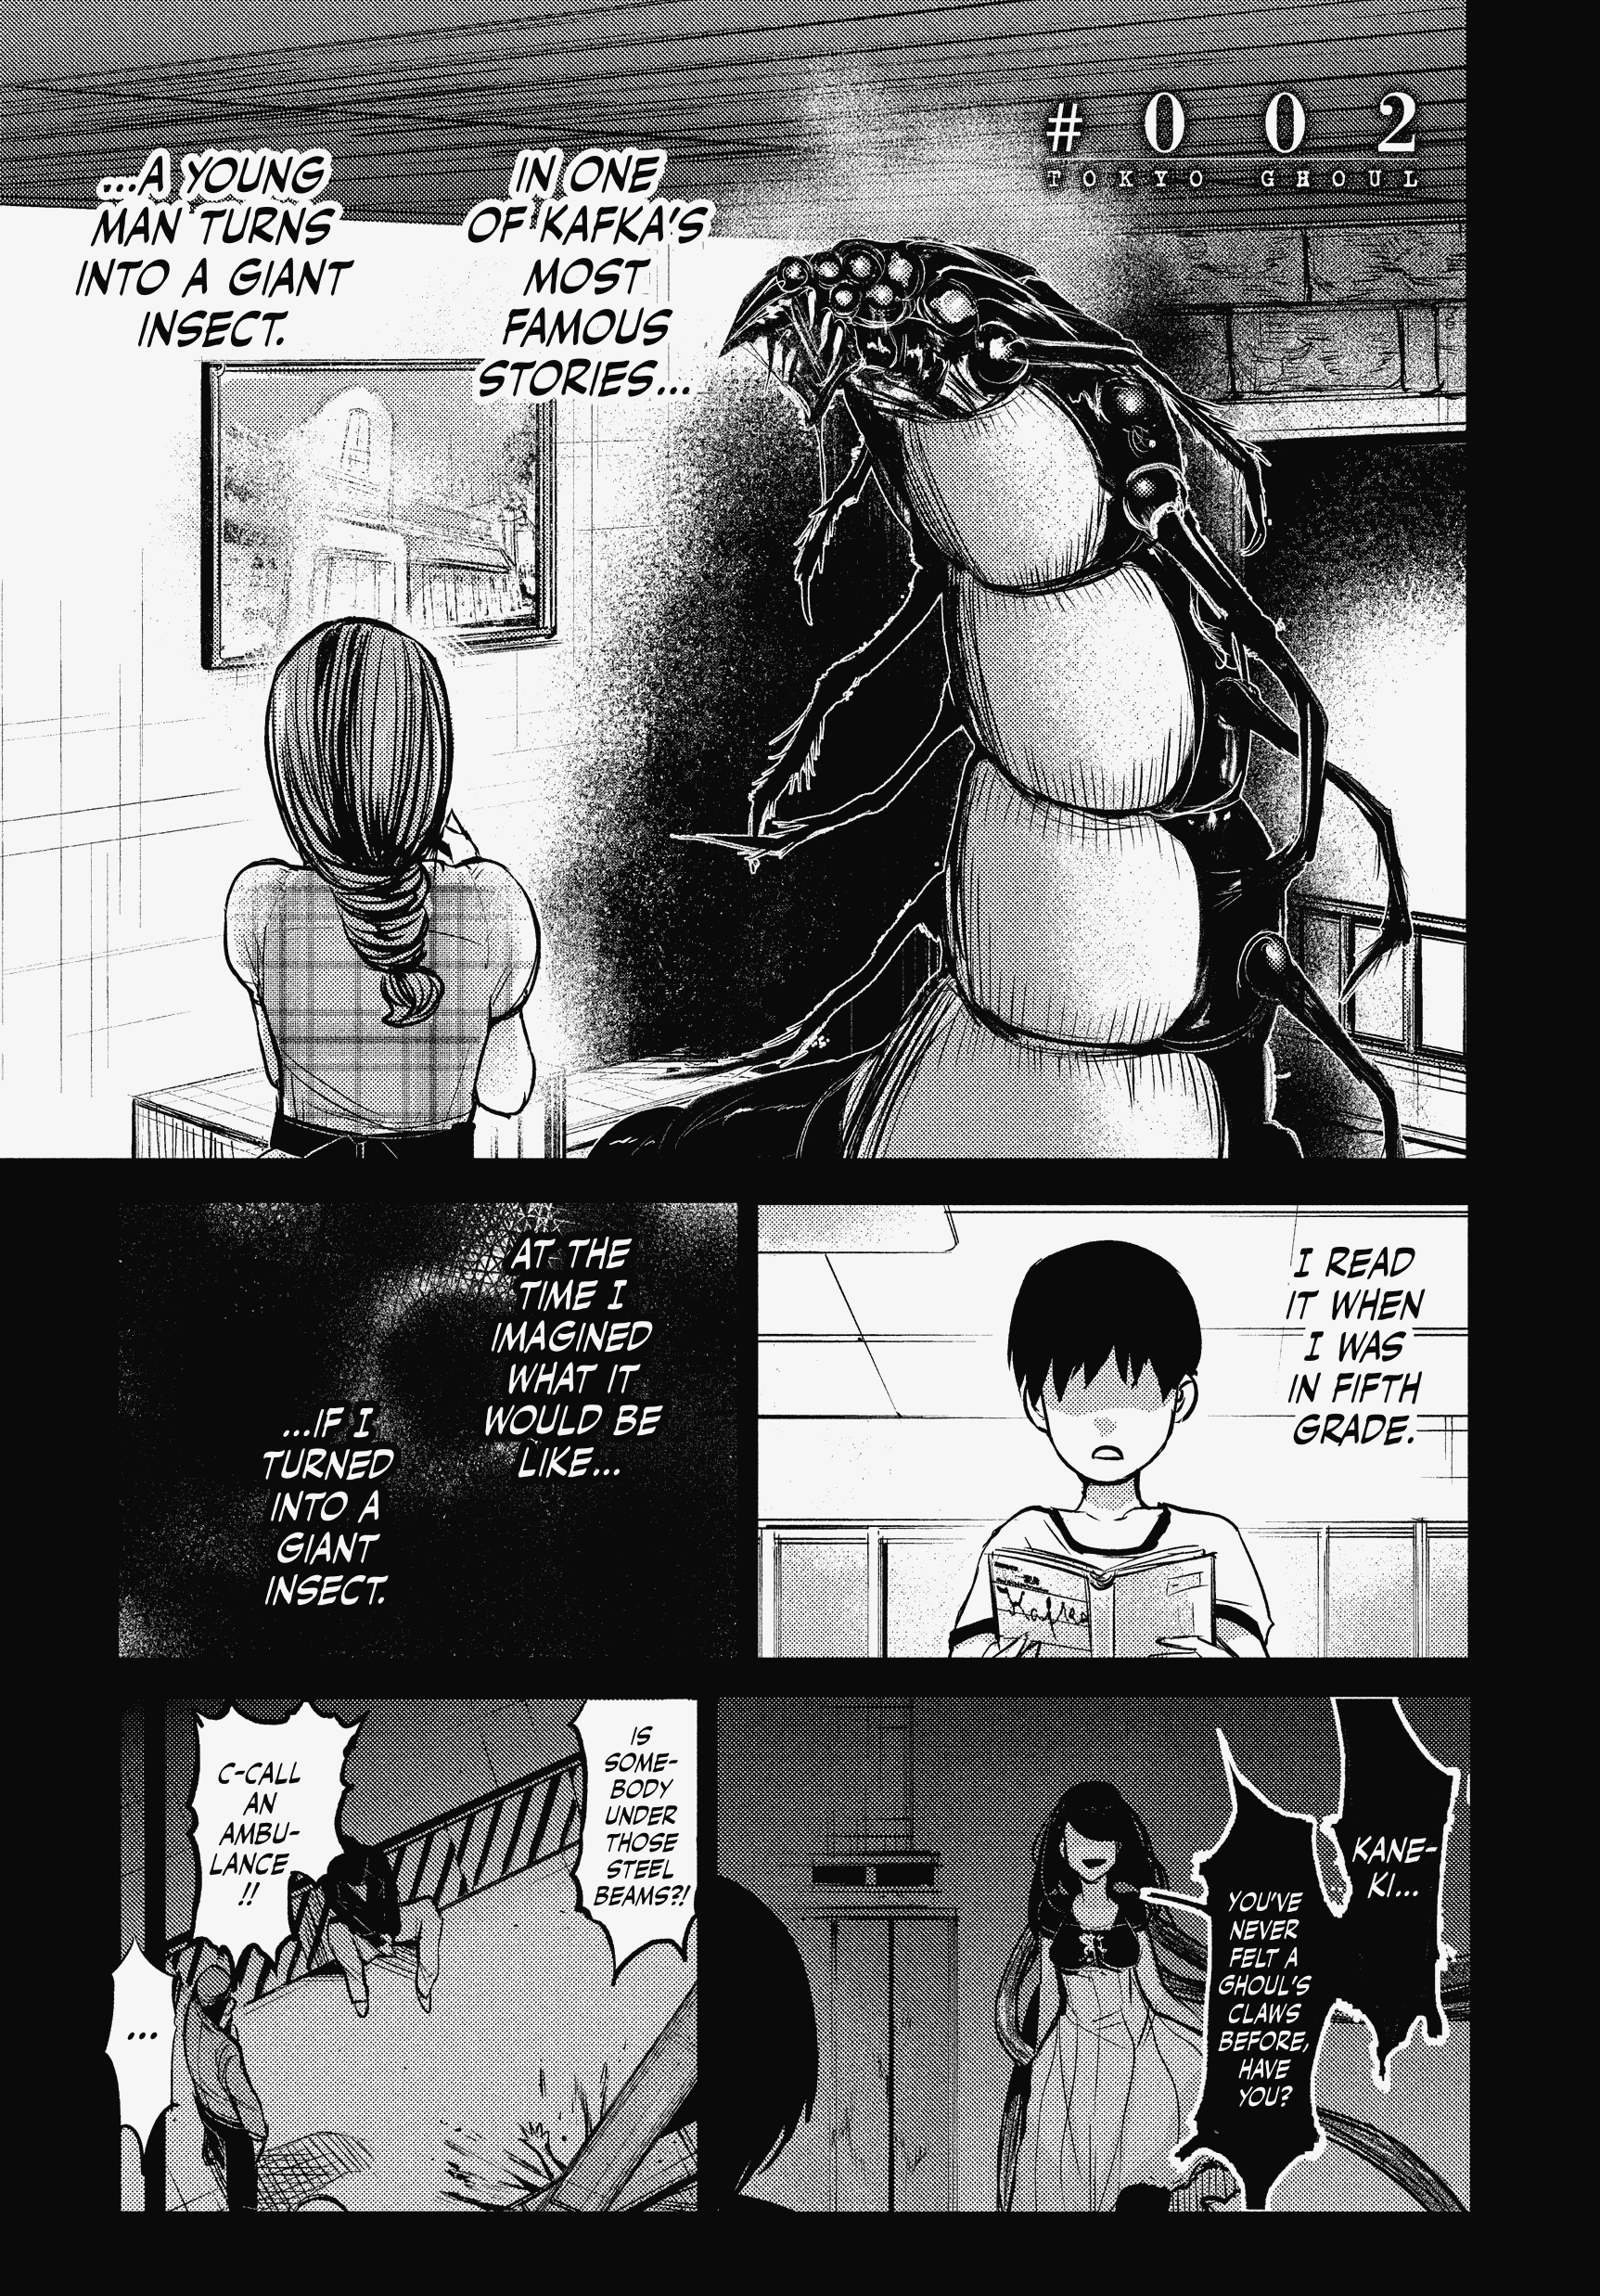 #002
TOKYO GHOUL
IN ONE
OF KAFKA'S
MOST
FAMOUS
STORIES...
...A YOUNG
MAN TURNS
INTO A GIANT
INSECT.
I READ
IT WHEN
I WAS
IN FIFTH
GRADE.
Kafka
AT THE
TIME I
IMAGINED
WHAT IT
WOULD BE
LIKE...
...IF I
TURNED
INTO A
GIANT
INSECT.
KANE-
KI...
YOU'VE
NEVER
FELT A
GHOUL'S
CLAWS
BEFORE,
HAVE
YOU?
IS
SOME-
BODY
UNDER
THOSE
STEEL
BEAMS?!
C-CALL
AN
AMBU-
LANCE
!!
...